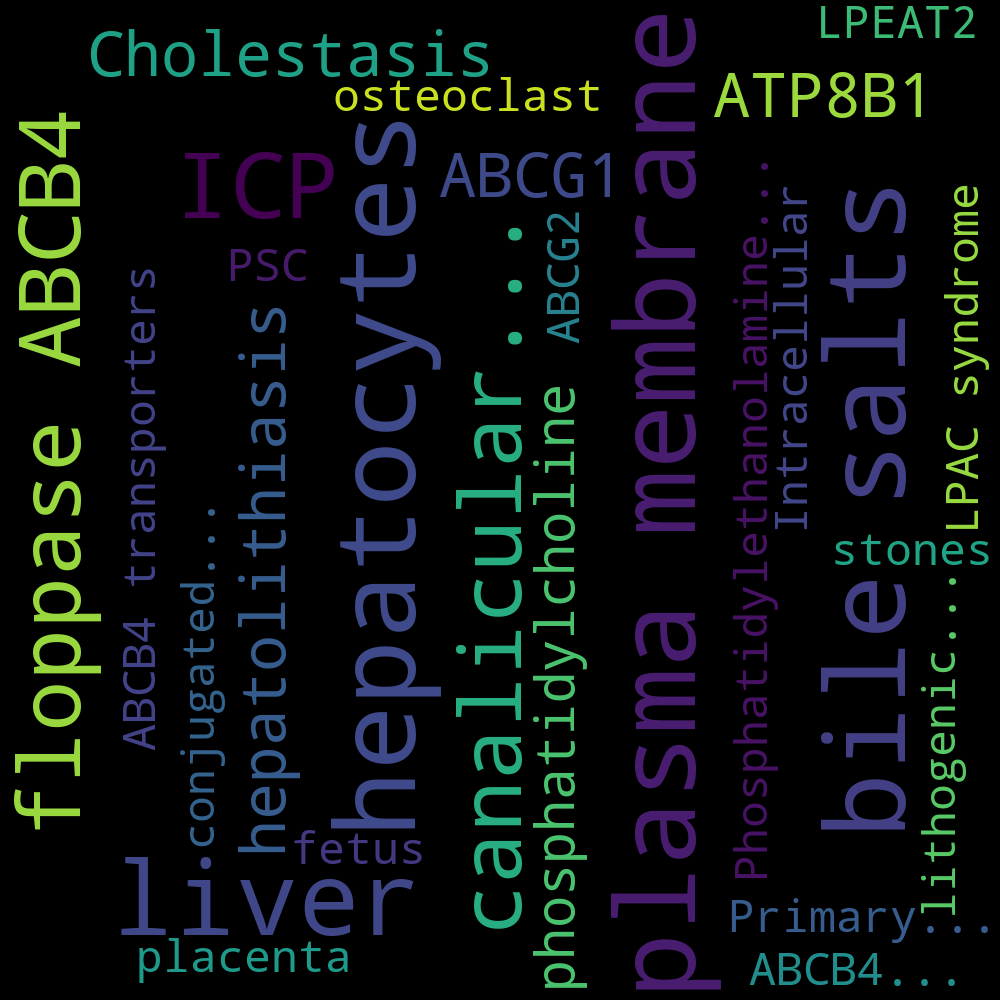 LPEAT2
Cholestasis
osteoclast
ATP8B1
ICP
ABCG1
PSC
floppase ABCB4
ABCB4 transporters
conjugated...
hepatolithiasis
hepatocytes
canalicular ...
ABCG2
phosphatidylcholine
plasma membrane
Phosphatidylethanolamine...
Intracellular
bile salts
LPAC syndrome
stones
lithogenic...
fetus
liver
placenta
Primary...
ABCB4...